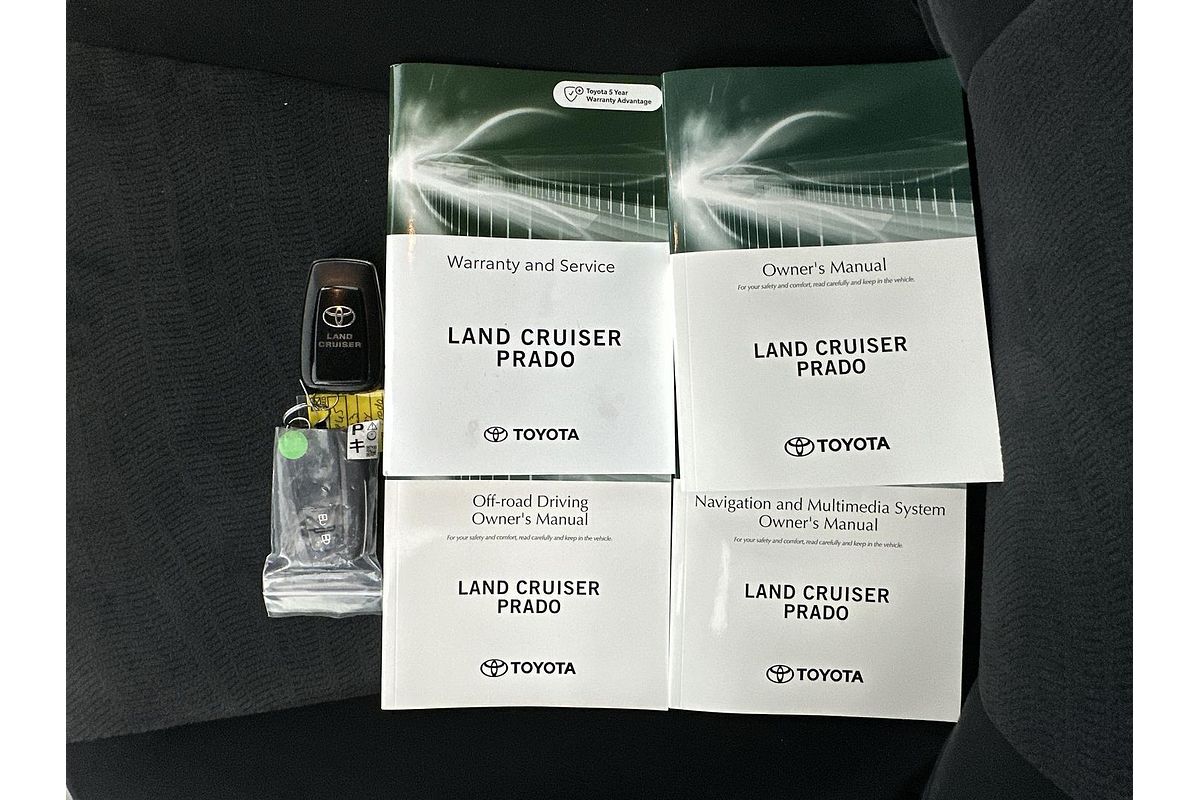 Toyota 5 Year
Warranty Advantage
Warranty and Service
LAND CRUISER
PRADO
TOYOTA
Owner's Manual
For your safety and comfort, read carefully and keep in the vehicle.
LAND CRUISER
PRADO
TOYOTA
LAND
CRUISER
P
Off-road Driving
Owner's Manual
For your safety and comfort, read carefully and keep in the vehicle.
LAND CRUISER
PRADO
TOYOTA
Navigation and Multimedia System
Owner's Manual
For your safety and comfort, read carefully and keep in the vehicle.
LAND CRUISER
PRADO
TOYOTA